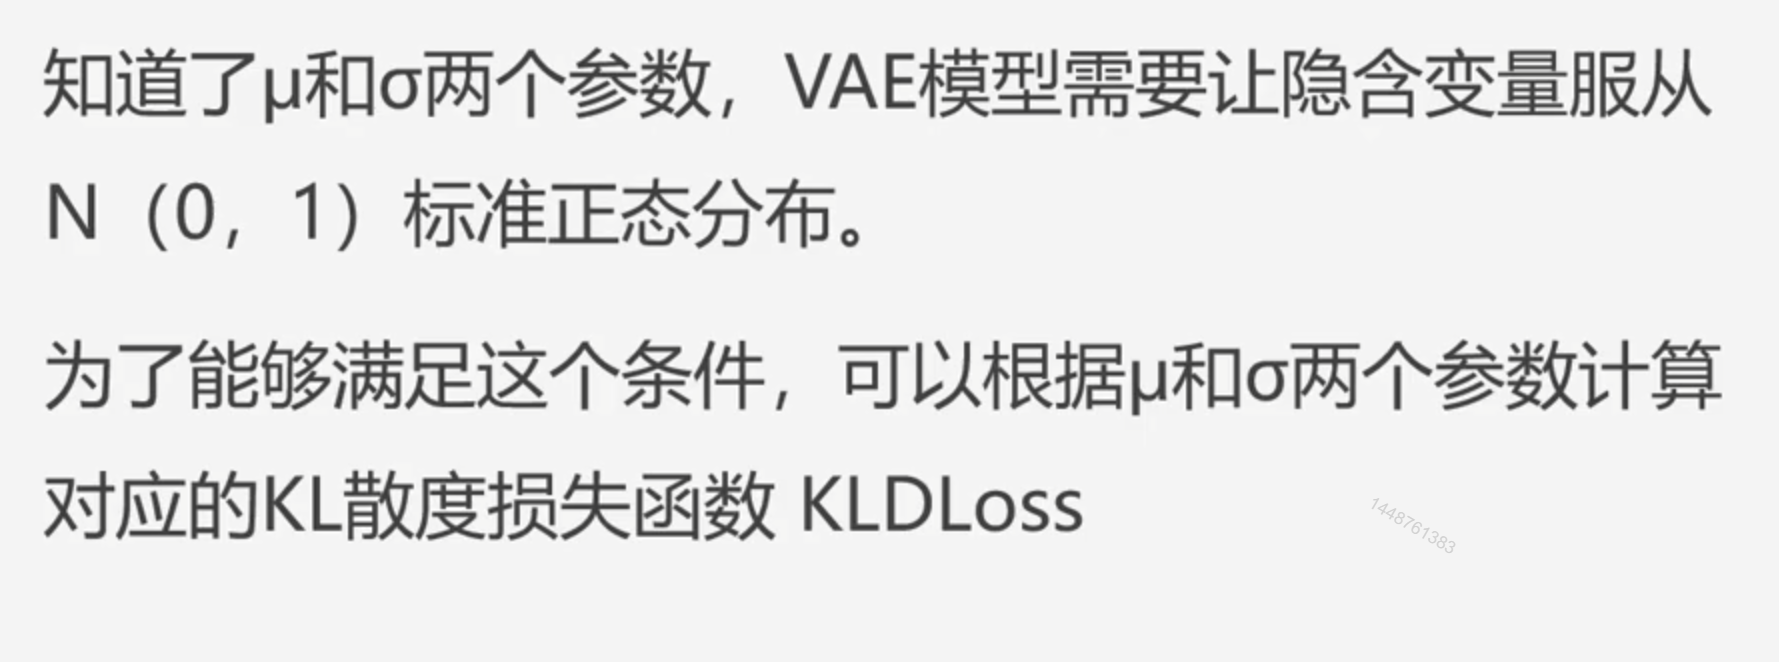 知道了μ和σ两个参数，VAE模型需要让隐含变量服从
N（0，1）标准正态分布。
为了能够满足这个条件，可以根据μ和σ两个参数计算
对应的KL散度损失函数 KLDLoss
1448761383